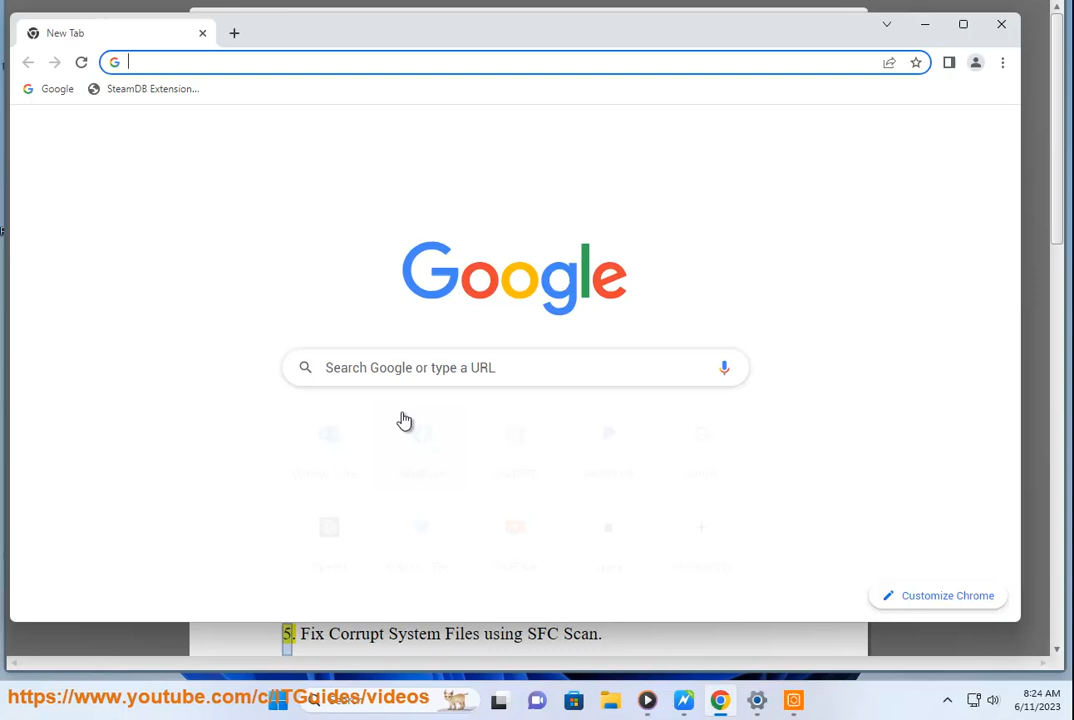 New Tab
Google
SteamDB Extension...
Google
Search Google or type a URL
Customize Chrome
5. Fix Corrupt System Files using SFC Scan.
https://www.youtube.com/c/ITGuides/videos
8:24 AM
6/11/2023